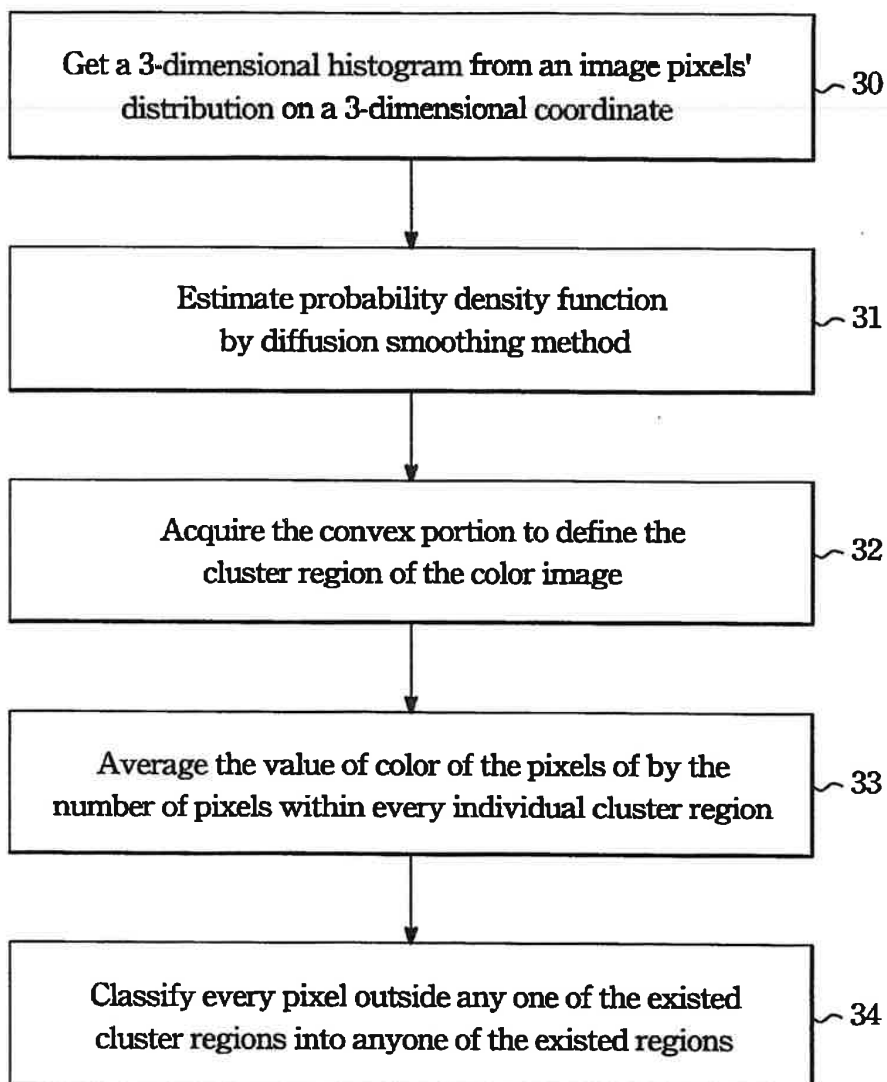 Get a 3-dimensional histogram from an image pixels'
distribution on a 3-dimensional coordinate
30
Estimate probability density function
by diffusion smoothing method
31
Acquire the convex portion to define the
cluster region of the color image
32
Average the value of color of the pixels of by the
number of pixels within every individual cluster region
33
Classify every pixel outside any one of the existed
cluster regions into anyone of the existed regions
34